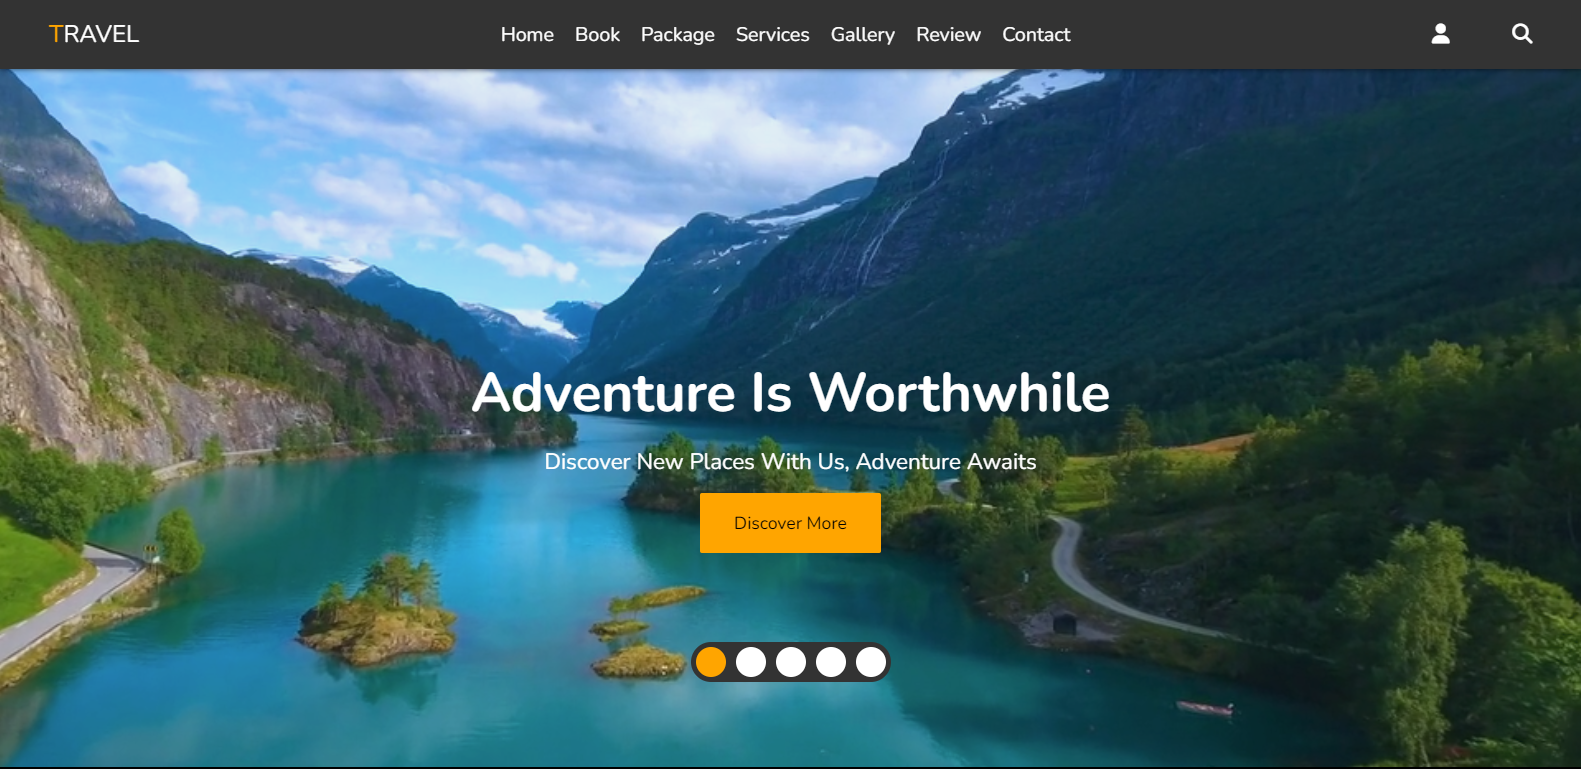 TRAVEL
Home Book Package Services Gallery Review Contact
Adventure Is Worthwhile
Discover New Places With Us, Adventure Awaits
Discover More